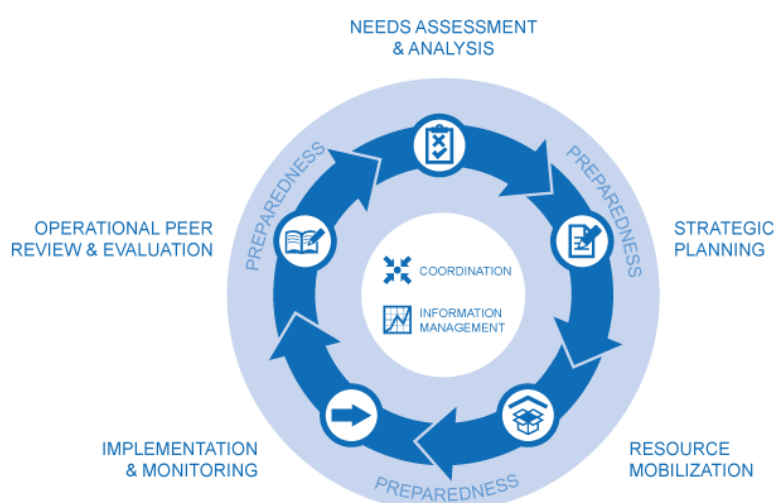 NEEDS ASSESSMENT
& ANALYSIS
PREPAREDNESS
PREPAREDNESS
OPERATIONAL PEER
REVIEW & EVALUATION
STRATEGIC
PLANNING
COORDINATION
INFORMATION
MANAGEMENT
IMPLEMENTATION
& MONITORING
RESOURCE
MOBILIZATION
PREPAREDNESS